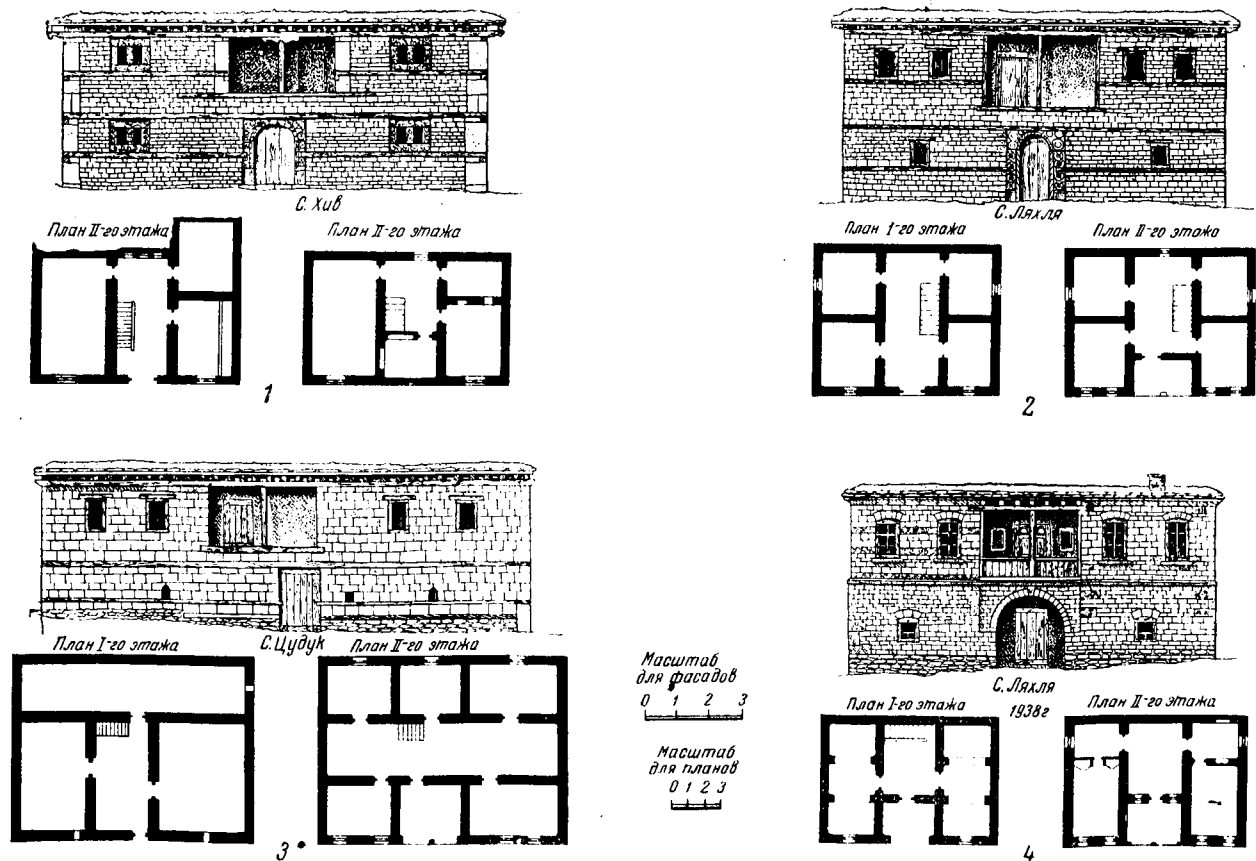 С. Хив
План II-го этажа
План II-го этажа
1
С. Ляхля
План 1-го этажа
План II-го этажа
2
План I-го этажа
С. Цудук
План II-го этажа
3
Масштаб
для фасадов
0 1 2 3
Масштаб
для планов
0 1 2 3
С. Ляхля
1938г
План I-го этажа
План II-го этажа
4